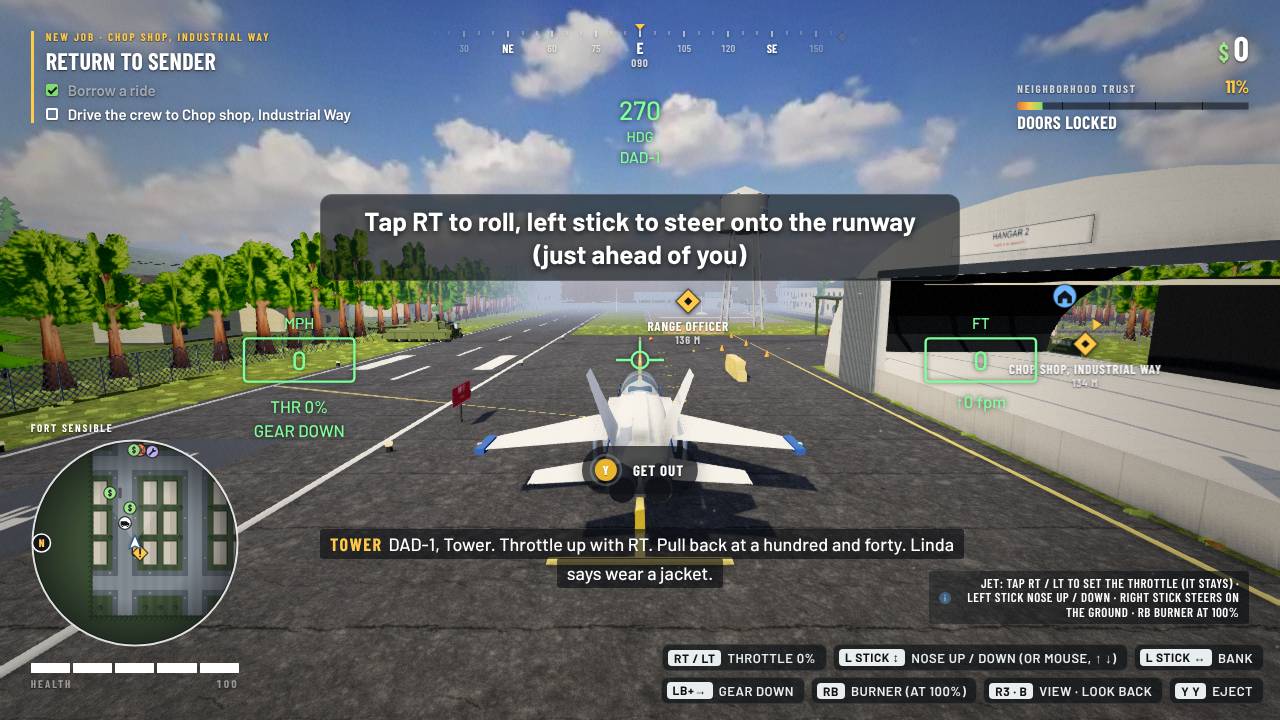 NEW JOB · CHOP SHOP, INDUSTRIAL WAY
RETURN TO SENDER
Borrow a ride
Drive the crew to Chop shop, Industrial Way
30 NE 60 75 E 105 120 SE 150
090
270
HDG
DAD-1
$0
NEIGHBORHOOD TRUST 11%
DOORS LOCKED
Tap RT to roll, left stick to steer onto the runway
(just ahead of you)
HANGAR 2
RANGE OFFICER
136 M
MPH
0
THR 0%
GEAR DOWN
FT
0
↑0 fpm
CHOP SHOP, INDUSTRIAL WAY
134 M
FORT SENSIBLE
N
Y GET OUT
TOWER DAD-1, Tower. Throttle up with RT. Pull back at a hundred and forty. Linda
says wear a jacket.
JET: TAP RT / LT TO SET THE THROTTLE (IT STAYS) ·
LEFT STICK NOSE UP / DOWN · RIGHT STICK STEERS ON
THE GROUND · RB BURNER AT 100%
RT / LT THROTTLE 0% L STICK ↕ NOSE UP / DOWN (OR MOUSE, ↑ ↓) L STICK ↔ BANK
LB+→ GEAR DOWN RB BURNER (AT 100%) R3 · B VIEW · LOOK BACK Y Y EJECT
HEALTH 100